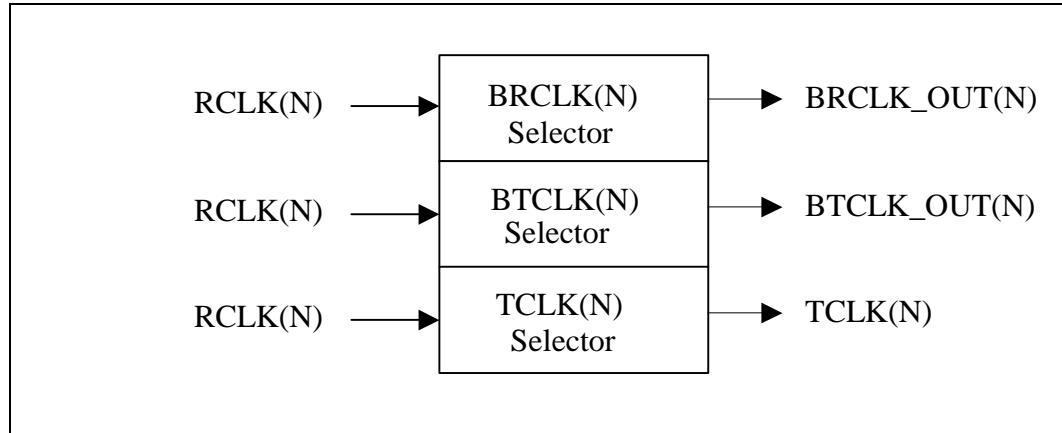 RCLK(N)
BRCLK(N)
Selector
BRCLK_OUT(N)
RCLK(N)
BTCLK(N)
Selector
BTCLK_OUT(N)
RCLK(N)
TCLK(N)
Selector
TCLK(N)